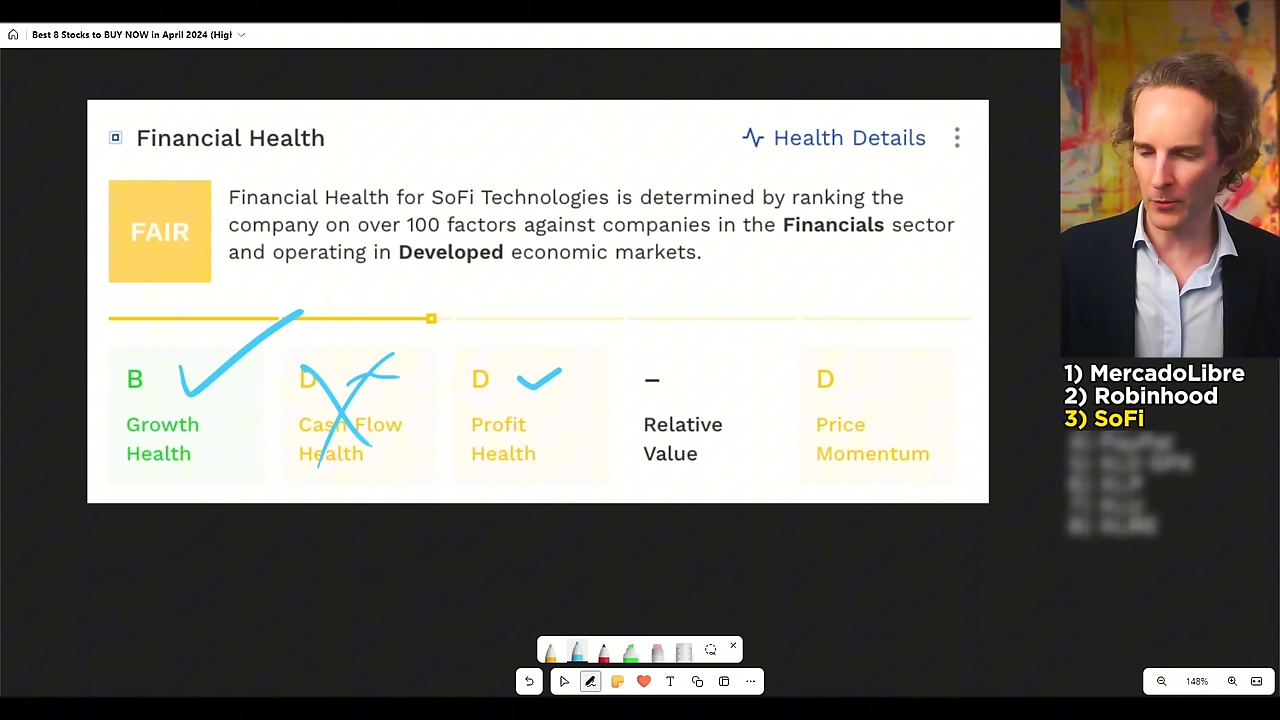 Best 8 Stocks to BUY NOW in April 2024 (High
Financial Health
Health Details
FAIR
Financial Health for SoFi Technologies is determined by ranking the
company on over 100 factors against companies in the Financials sector
and operating in Developed economic markets.
B
Growth
Health
D
Cash Flow
Health
D
Profit
Health
–
Relative
Value
D
Price
Momentum
1) MercadoLibre
2) Robinhood
3) SoFi
T
148%